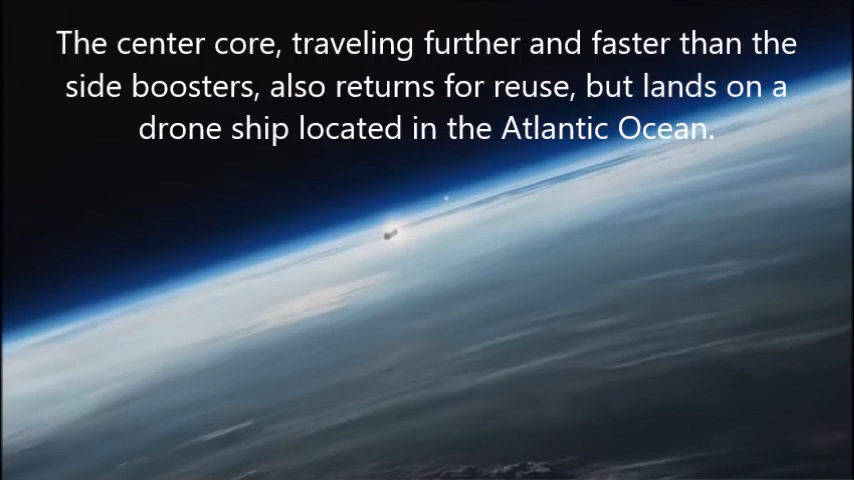 The center core, traveling further and faster than the
side boosters, also returns for reuse, but lands on a
drone ship located in the Atlantic Ocean.